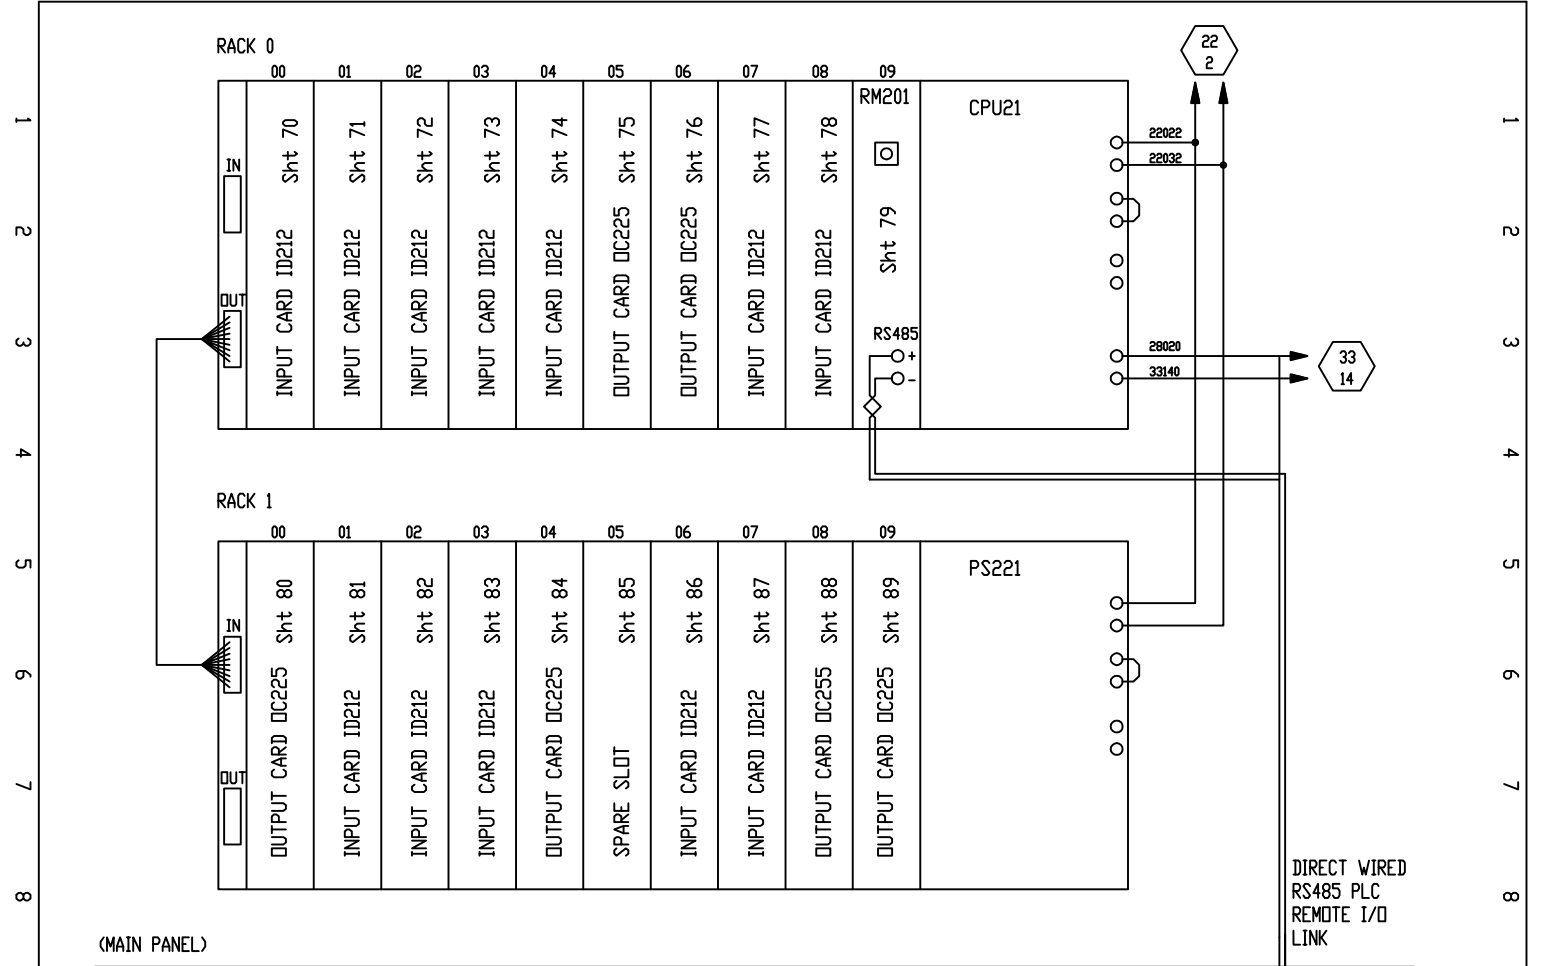 RACK 0
00 01 02 03 04 05 06 07 08 09
IN
OUT
INPUT CARD ID212 Sht 70
INPUT CARD ID212 Sht 71
INPUT CARD ID212 Sht 72
INPUT CARD ID212 Sht 73
INPUT CARD ID212 Sht 74
OUTPUT CARD OC225 Sht 75
OUTPUT CARD OC225 Sht 76
INPUT CARD ID212 Sht 77
INPUT CARD ID212 Sht 78
RM201
Sht 79
RS485
+
-
CPU21
22022
22032
28020
33140
22
2
33
14
RACK 1
00 01 02 03 04 05 06 07 08 09
IN
OUT
OUTPUT CARD OC225 Sht 80
INPUT CARD ID212 Sht 81
INPUT CARD ID212 Sht 82
INPUT CARD ID212 Sht 83
OUTPUT CARD OC225 Sht 84
SPARE SLOT Sht 85
INPUT CARD ID212 Sht 86
INPUT CARD ID212 Sht 87
OUTPUT CARD OC255 Sht 88
OUTPUT CARD OC225 Sht 89
PS221
DIRECT WIRED
RS485 PLC
REMOTE I/O
LINK
(MAIN PANEL)
1
2
3
4
5
6
7
8
1
2
3
4
5
6
7
8